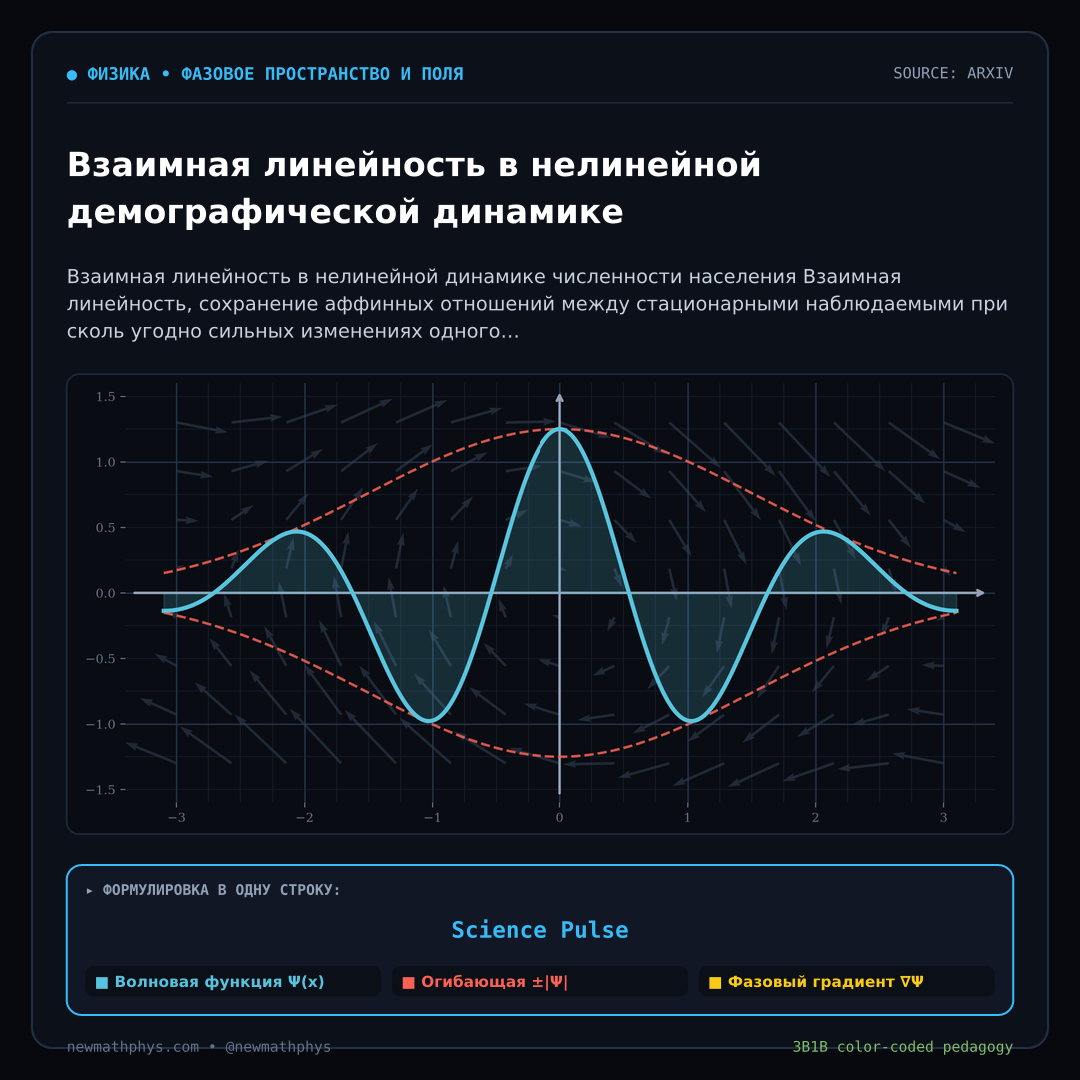 ● ФИЗИКА • ФАЗОВОЕ ПРОСТРАНСТВО И ПОЛЯ
SOURCE: ARXIV
Взаимная линейность в нелинейной
демографической динамике
Взаимная линейность в нелинейной динамике численности населения Взаимная
линейность, сохранение аффинных отношений между стационарными наблюдаемыми при
сколь угодно сильных изменениях одного...
1.5
1.0
0.5
0.0
−0.5
−1.0
−1.5
−3 −2 −1 0 1 2 3
▸ ФОРМУЛИРОВКА В ОДНУ СТРОКУ:
Science Pulse
■ Волновая функция Ψ(x)
■ Огибающая ±|Ψ|
■ Фазовый градиент ∇Ψ
newmathphys.com • @newmathphys
3B1B color-coded pedagogy